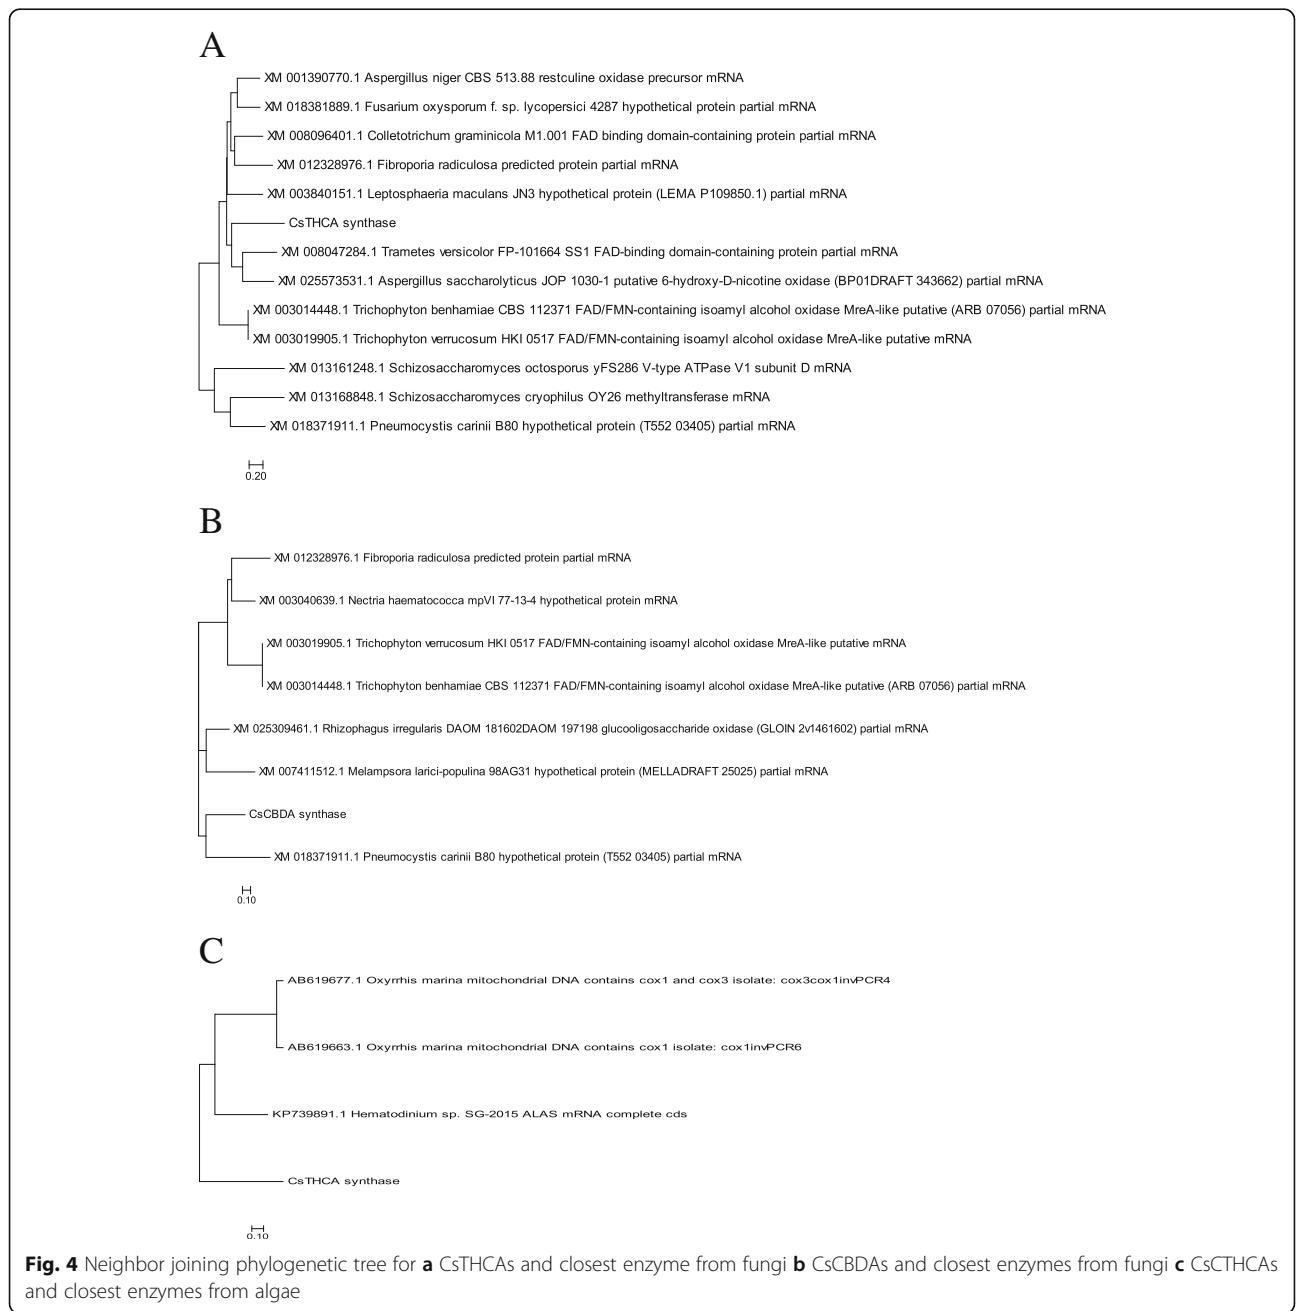 A
XM 001390770.1 Aspergillus niger CBS 513.88 restculine oxidase precursor mRNA
XM 018381889.1 Fusarium oxysporum f. sp. lycopersici 4287 hypothetical protein partial mRNA
XM 008096401.1 Colletotrichum graminicola M1.001 FAD binding domain-containing protein partial mRNA
XM 012328976.1 Fibroporia radiculosa predicted protein partial mRNA
XM 003840151.1 Leptosphaeria maculans JN3 hypothetical protein (LEMA P109850.1) partial mRNA
CsTHCA synthase
XM 008047284.1 Trametes versicolor FP-101664 SS1 FAD-binding domain-containing protein partial mRNA
XM 025573531.1 Aspergillus saccharolyticus JOP 1030-1 putative 6-hydroxy-D-nicotine oxidase (BP01DRAFT 343662) partial mRNA
XM 003014448.1 Trichophyton benhamiae CBS 112371 FAD/FMN-containing isoamyl alcohol oxidase MreA-like putative (ARB 07056) partial mRNA
XM 003019905.1 Trichophyton verrucosum HKI 0517 FAD/FMN-containing isoamyl alcohol oxidase MreA-like putative mRNA
XM 013161248.1 Schizosaccharomyces octosporus yFS286 V-type ATPase V1 subunit D mRNA
XM 013168848.1 Schizosaccharomyces cryophilus OY26 methyltransferase mRNA
XM 018371911.1 Pneumocystis carinii B80 hypothetical protein (T552 03405) partial mRNA
0.20
B
XM 012328976.1 Fibroporia radiculosa predicted protein partial mRNA
XM 003040639.1 Nectria haematococca mpVI 77-13-4 hypothetical protein mRNA
XM 003019905.1 Trichophyton verrucosum HKI 0517 FAD/FMN-containing isoamyl alcohol oxidase MreA-like putative mRNA
XM 003014448.1 Trichophyton benhamiae CBS 112371 FAD/FMN-containing isoamyl alcohol oxidase MreA-like putative (ARB 07056) partial mRNA
XM 025309461.1 Rhizophagus irregularis DAOM 181602DAOM 197198 glucooligosaccharide oxidase (GLOIN 2v1461602) partial mRNA
XM 007411512.1 Melampsora larici-populina 98AG31 hypothetical protein (MELLADRAFT 25025) partial mRNA
CsCBDA synthase
XM 018371911.1 Pneumocystis carinii B80 hypothetical protein (T552 03405) partial mRNA
0.10
C
AB619677.1 Oxyrrhis marina mitochondrial DNA contains cox1 and cox3 isolate: cox3cox1invPCR4
AB619663.1 Oxyrrhis marina mitochondrial DNA contains cox1 isolate: cox1invPCR6
KP739891.1 Hematodinium sp. SG-2015 ALAS mRNA complete cds
CsTHCA synthase
0.10
Fig. 4 Neighbor joining phylogenetic tree for a CsTHCAs and closest enzyme from fungi b CsCBDAs and closest enzymes from fungi c CsCTHCAs
and closest enzymes from algae